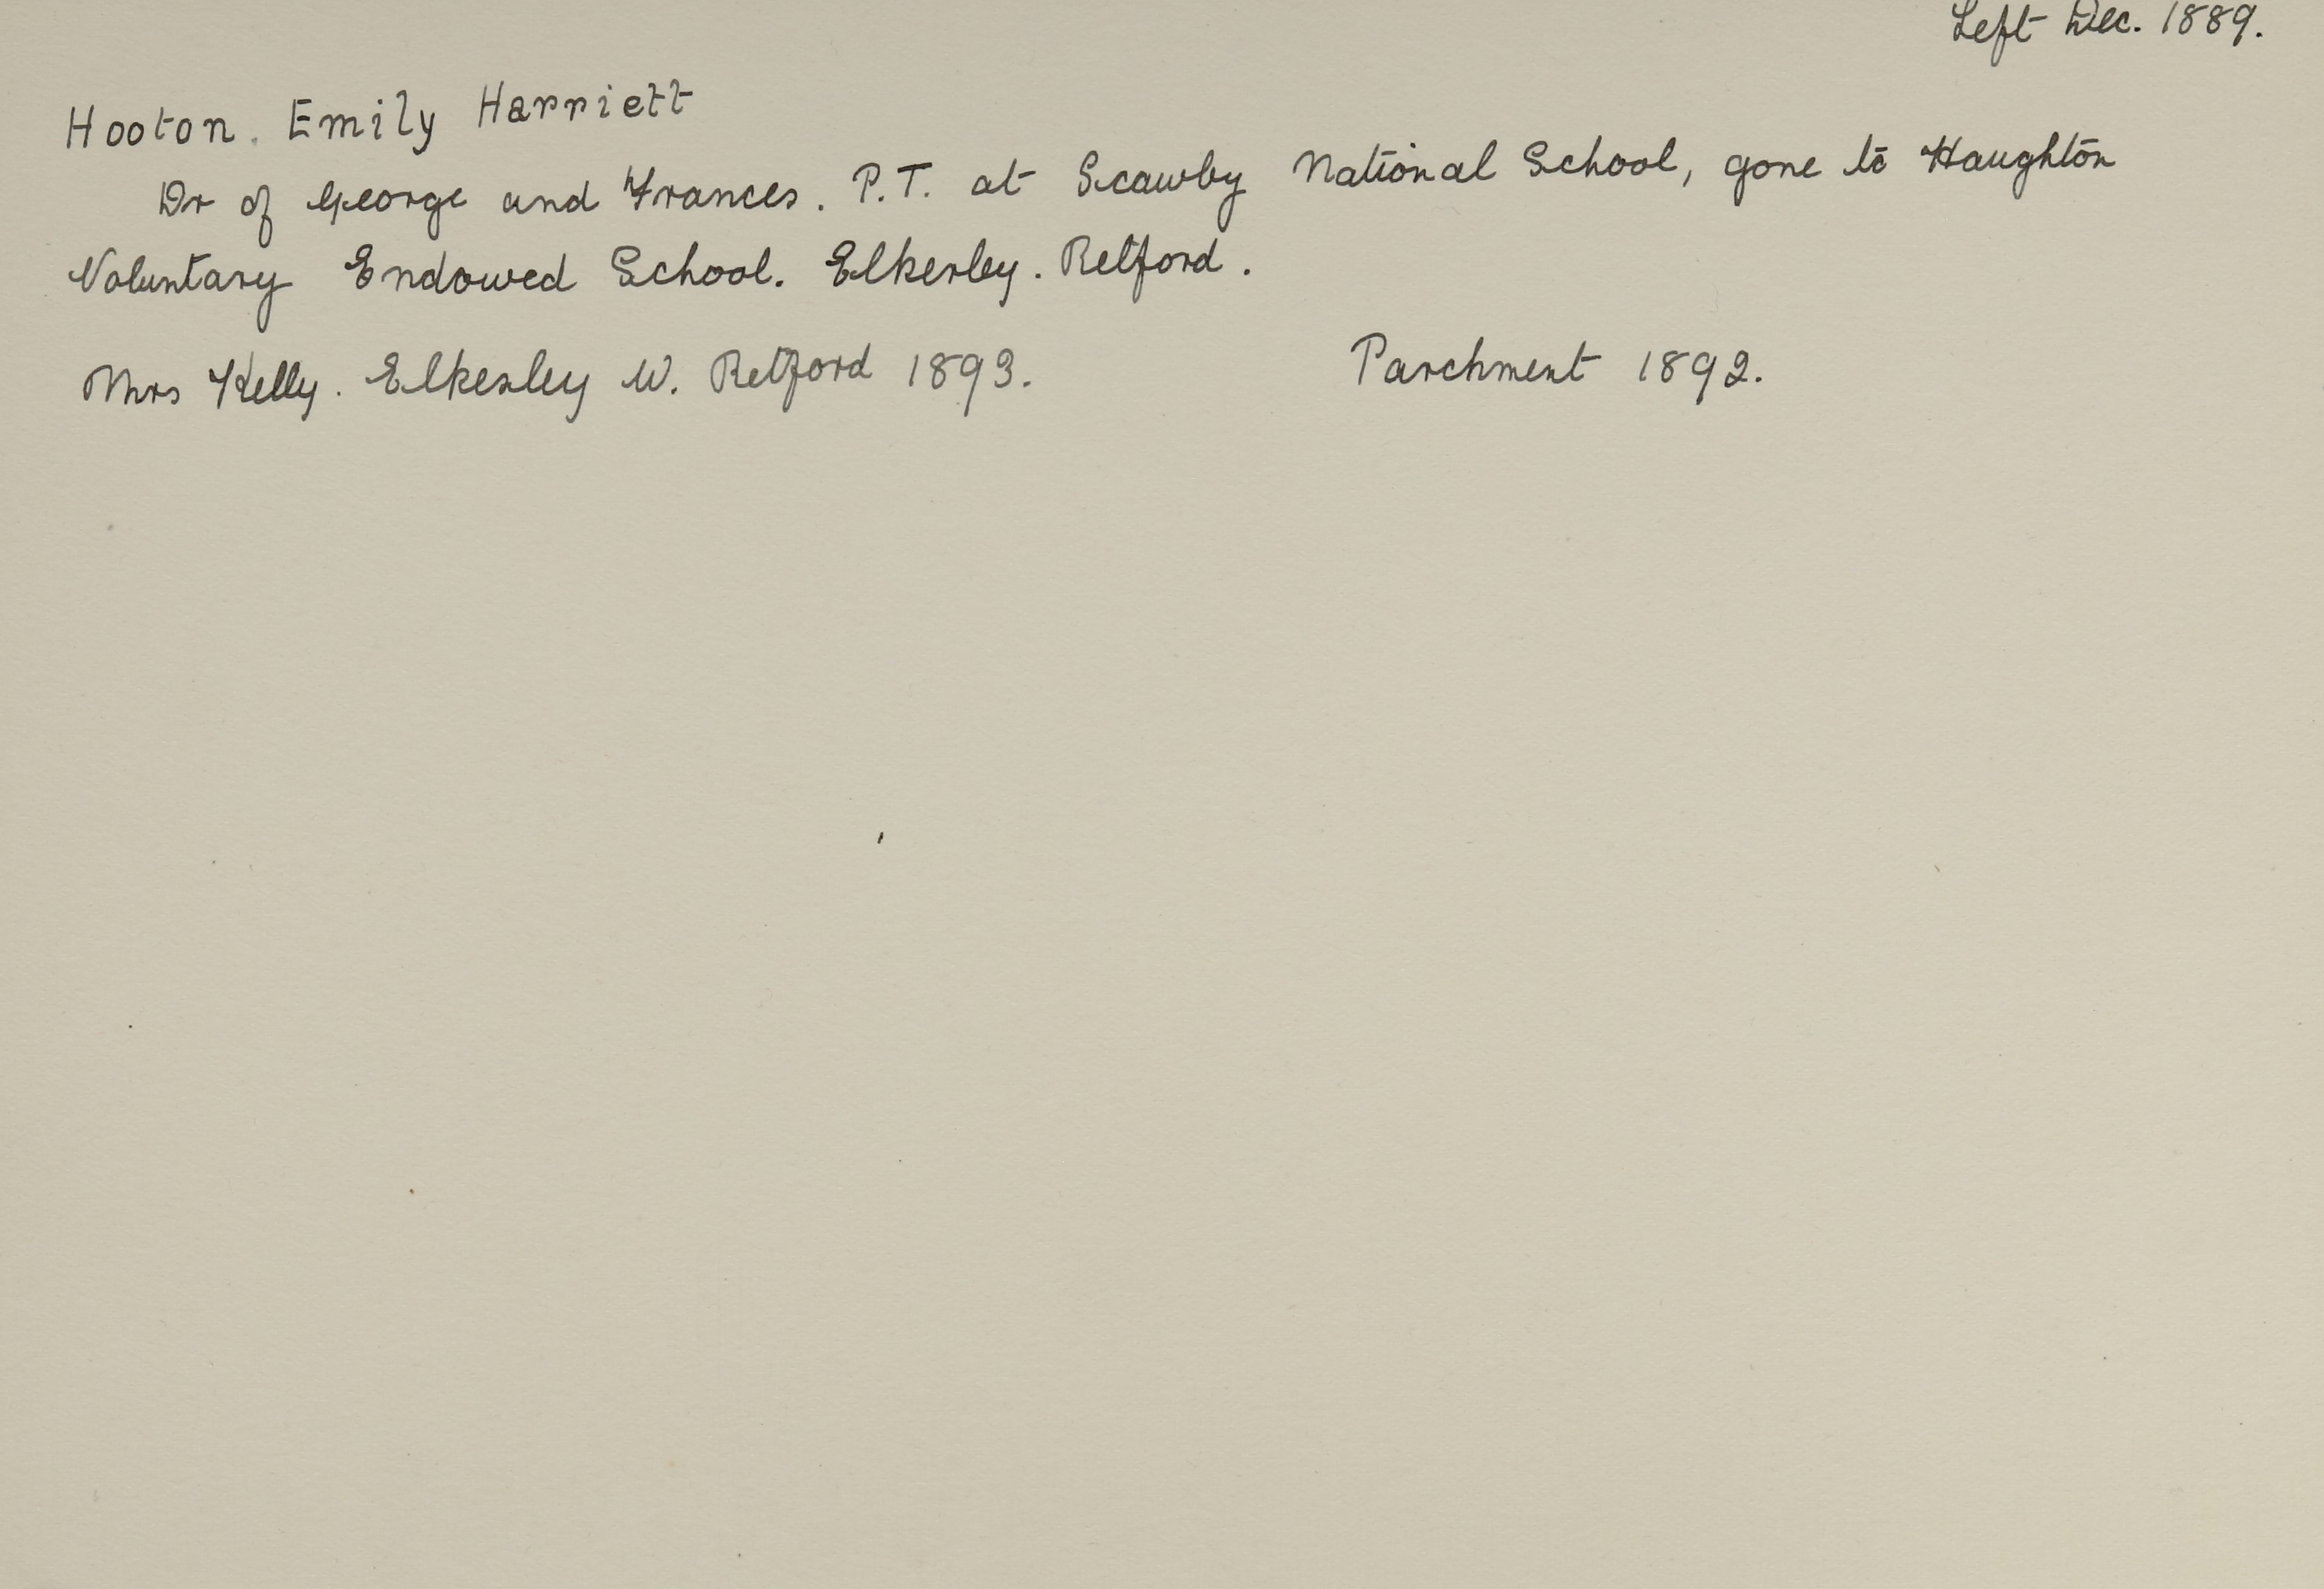 Left Dec. 1889.
Hooton. Emily Harriett
Dr of George and Frances. P.T. at Scawby National School, gone to Haughton
Voluntary Endowed School. Elkesley. Retford.
Mrs Kelly. Elkesley W. Retford 1893. Parchment 1892.